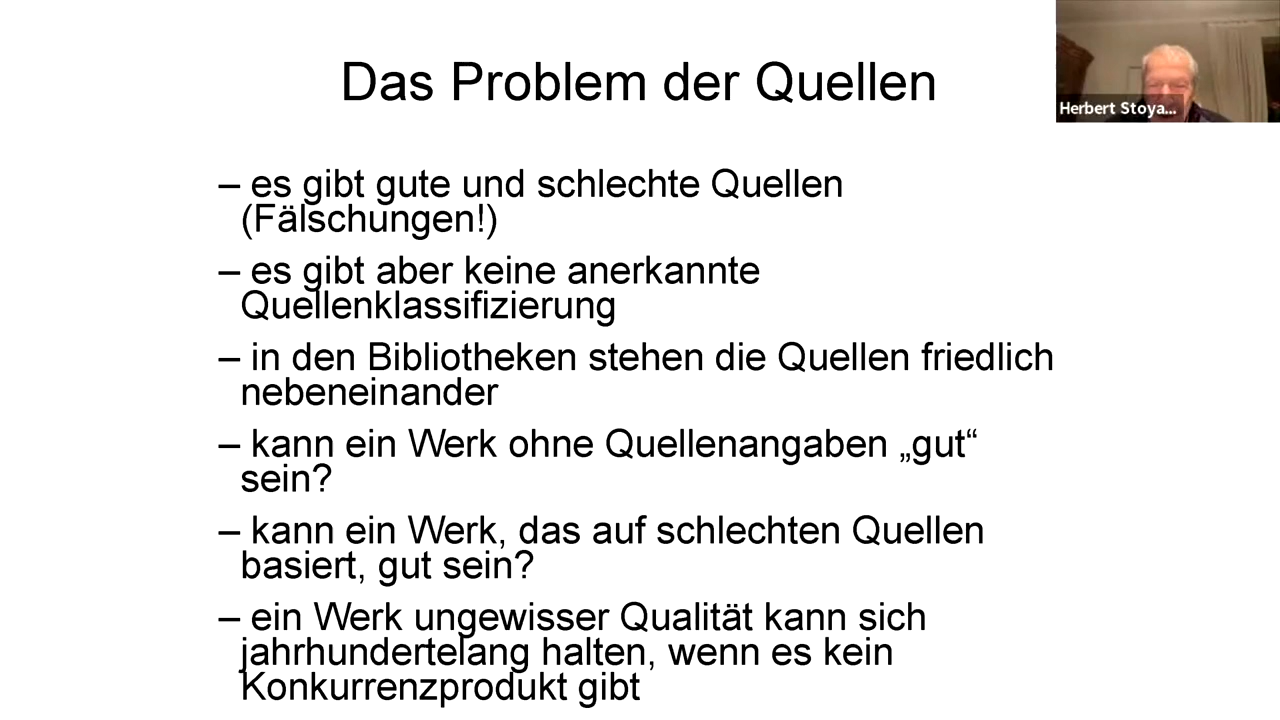 Das Problem der Quellen
Herbert Stoya...
– es gibt gute und schlechte Quellen
(Fälschungen!)
– es gibt aber keine anerkannte
Quellenklassifizierung
– in den Bibliotheken stehen die Quellen friedlich
nebeneinander
– kann ein Werk ohne Quellenangaben „gut“
sein?
– kann ein Werk, das auf schlechten Quellen
basiert, gut sein?
– ein Werk ungewisser Qualität kann sich
jahrhundertelang halten, wenn es kein
Konkurrenzprodukt gibt